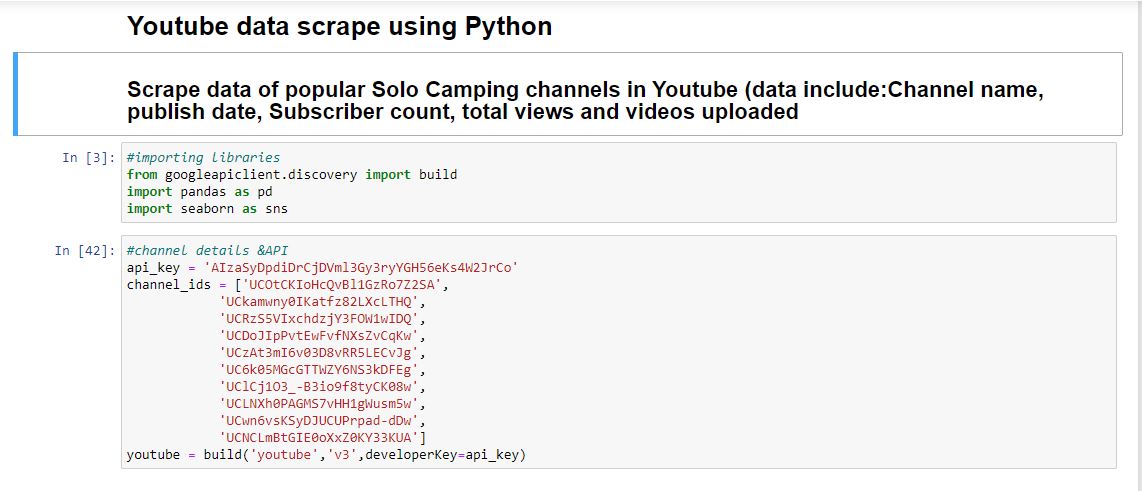 Youtube data scrape using Python
Scrape data of popular Solo Camping channels in Youtube (data include:Channel name,
publish date, Subscriber count, total views and videos uploaded
In [3]: #importing libraries
from googleapiclient.discovery import build
import pandas as pd
import seaborn as sns
In [42]: #channel details &API
api_key = 'AIzaSyDpdiDrCjDVml3Gy3ryYGH56eKs4W2JrCo'
channel_ids = ['UCOtCKIoHcQvBl1GzRo7Z2SA',
'UCkamwny0IKatfz82LXcLTHQ',
'UCRzS5VIxchdzjY3FOW1wIDQ',
'UCDoJIpPvtEwFvfNXsZvCqKw',
'UCzAt3mI6v03D8vRR5LECvJg',
'UC6k05MGcGTTWZY6NS3kDFEg',
'UClCj1O3_-B3io9f8tyCK08w',
'UCLNXh0PAGMS7vHH1gWusm5w',
'UCwn6vsKSyDJUCUPrpad-dDw',
'UCNCLmBtGIE0oXxZ0KY33KUA']
youtube = build('youtube','v3',developerKey=api_key)